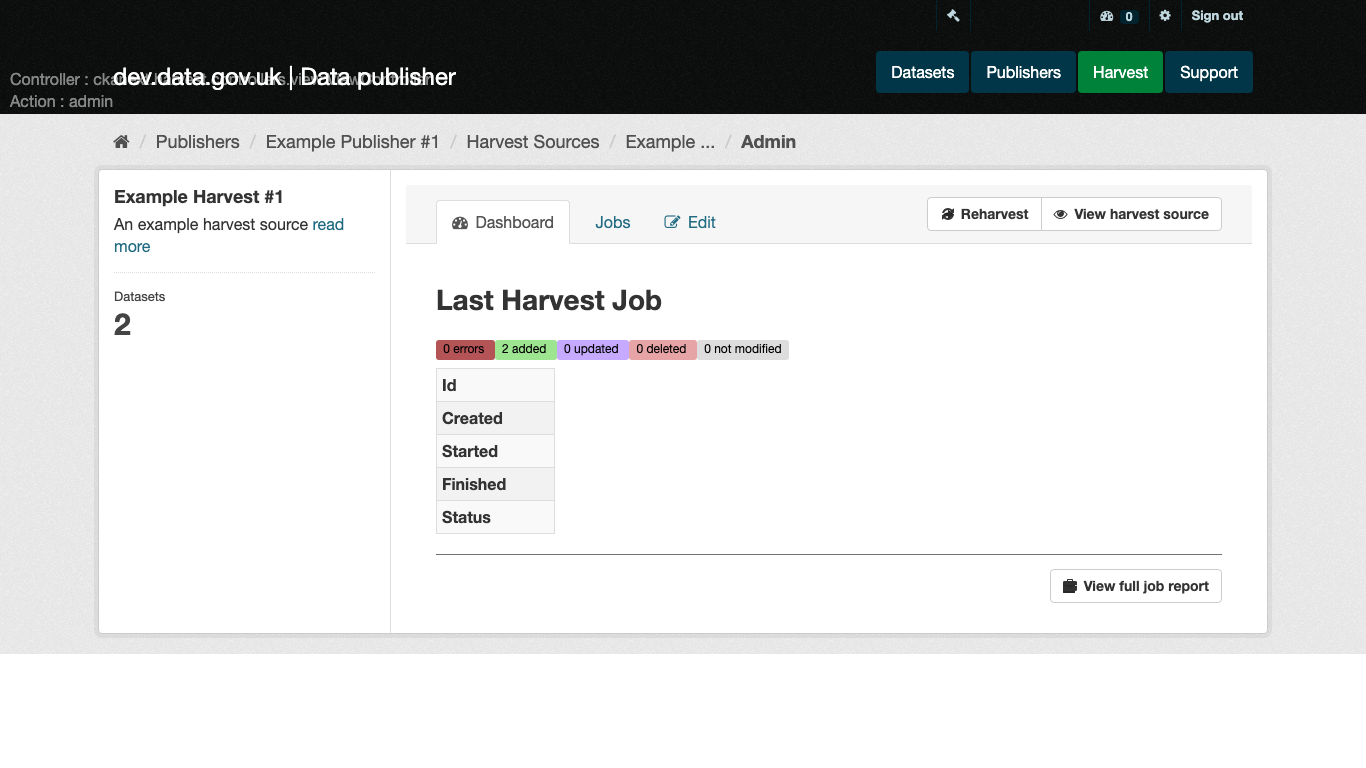 0 Sign out
Controller : 
dev.data.gov.uk | Data publisher
Action : admin
Datasets Publishers Harvest Support
/ Publishers / Example Publisher #1 / Harvest Sources / Example ... / Admin
Example Harvest #1
An example harvest source read
more
Datasets
2
Dashboard Jobs Edit
Reharvest View harvest source
Last Harvest Job
0 errors 2 added 0 updated 0 deleted 0 not modified
Id
Created
Started
Finished
Status
View full job report